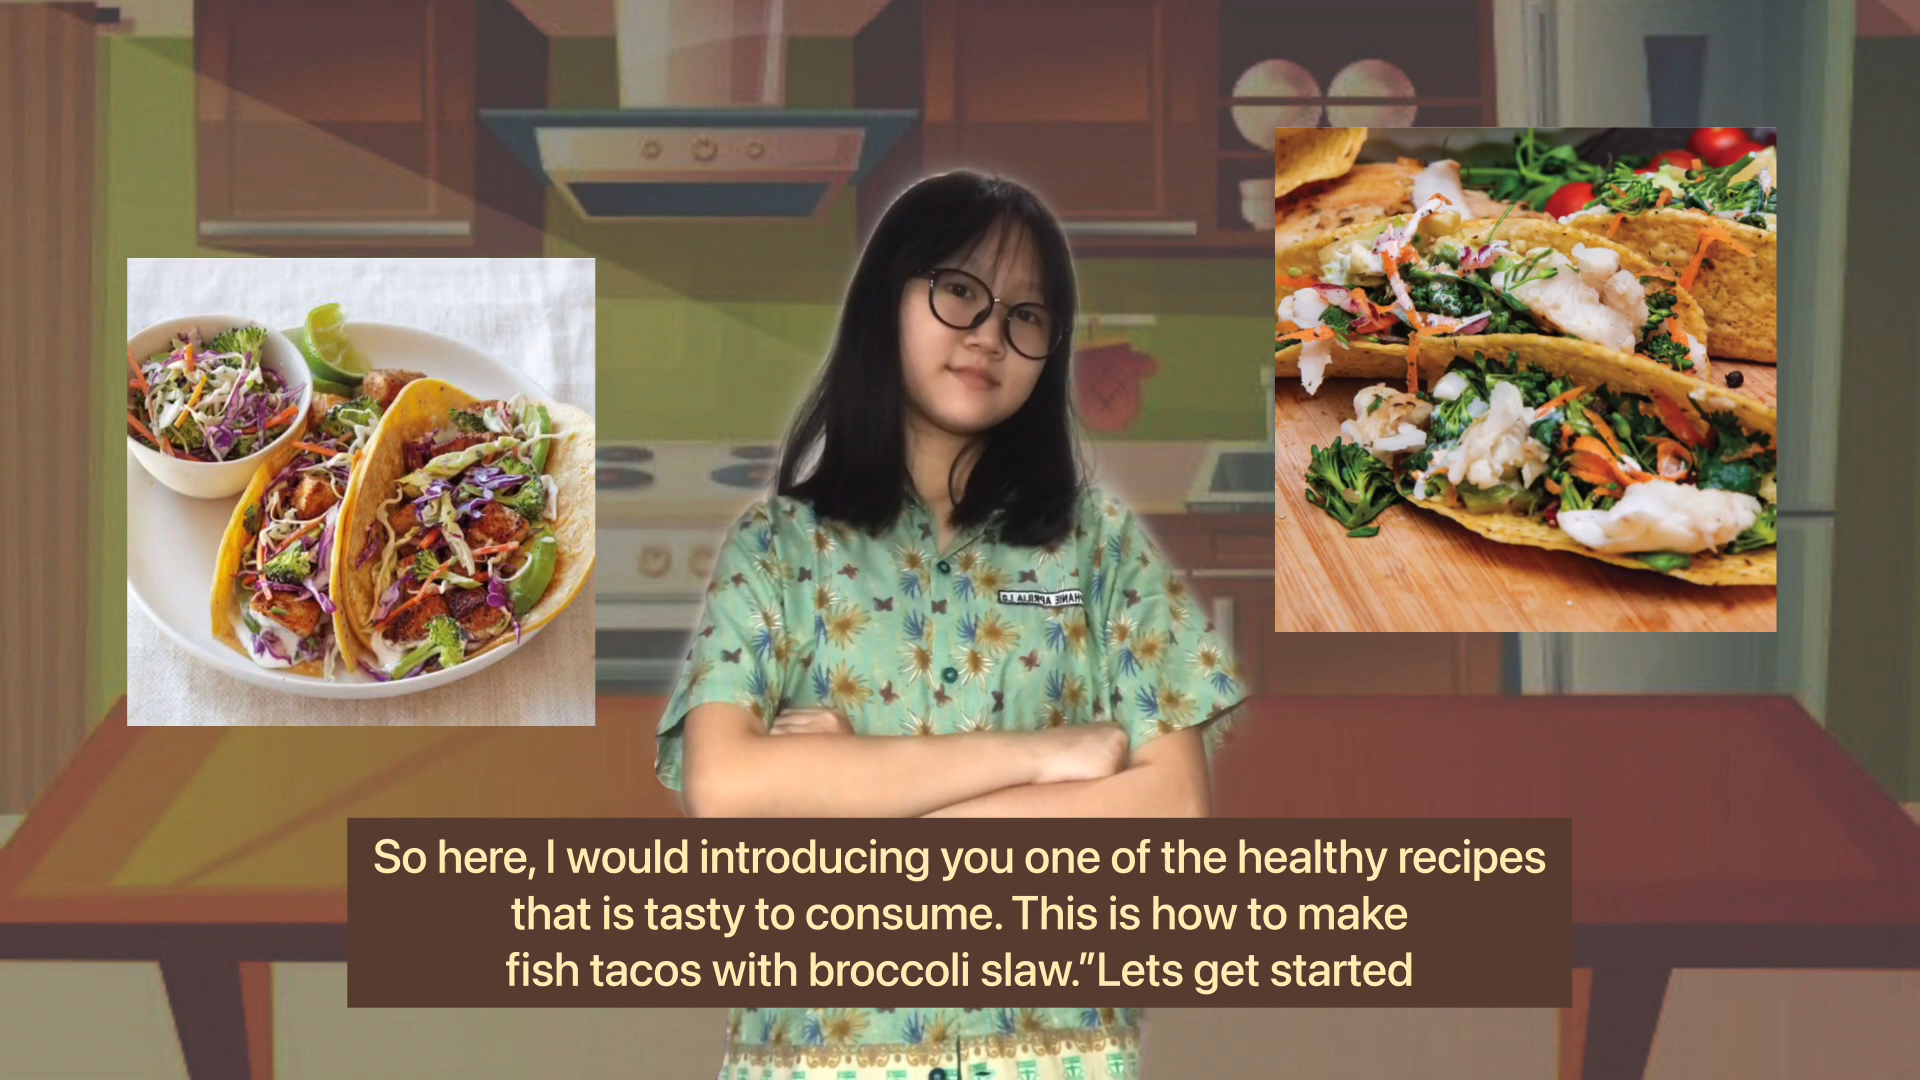 So here, I would introducing you one of the healthy recipes
that is tasty to consume. This is how to make
fish tacos with broccoli slaw.”Lets get started